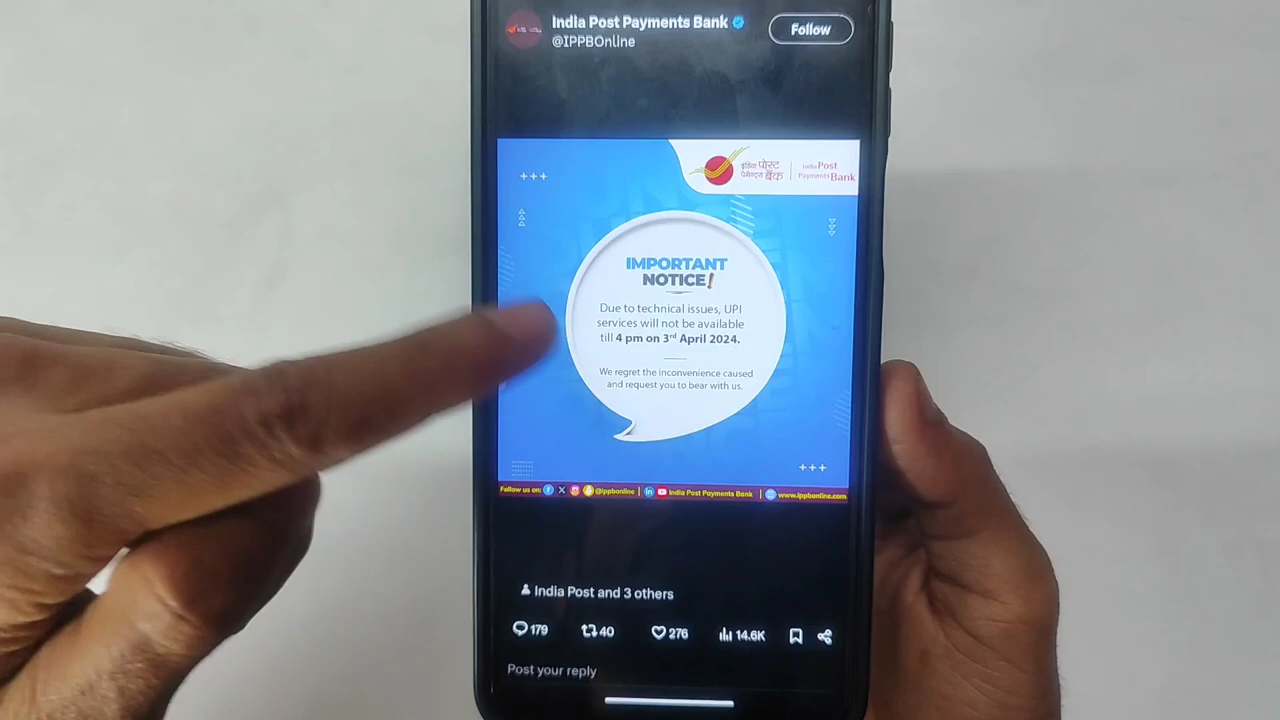 India Post Payments Bank
@IPPBOnline
Follow
इंडिया पोस्ट
पेमेन्ट्स बैंक
India Post
Payments Bank
IMPORTANT
NOTICE!
Due to technical issues, UPI
services will not be available
till 4 pm on 3rd April 2024.
We regret the inconvenience caused
and request you to bear with us.
Follow us on: @ippbonline | India Post Payments Bank | www.ippbonline.com
India Post and 3 others
179 40 276 14.6K
Post your reply